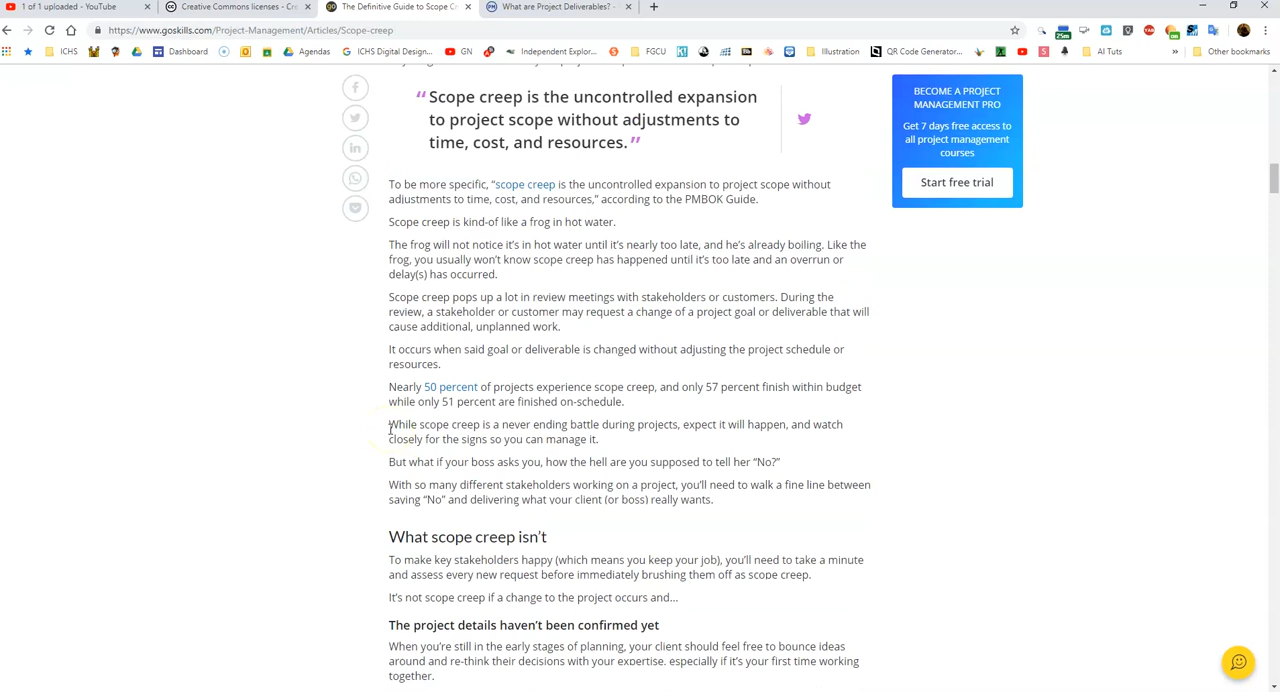 1 of 1 uploaded - YouTube
Creative Commons licenses - Cre
The Definitive Guide to Scope Cr
What are Project Deliverables? -
https://www.goskills.com/Project-Management/Articles/Scope-creep
ICHS
Dashboard
Agendas
ICHS Digital Design...
GN
Independent Explor...
FGCU
Illustration
QR Code Generator...
AI Tuts
Other bookmarks
25m
“Scope creep is the uncontrolled expansion
to project scope without adjustments to
time, cost, and resources.”
BECOME A PROJECT
MANAGEMENT PRO
Get 7 days free access to
all project management
courses
Start free trial
To be more specific, “scope creep is the uncontrolled expansion to project scope without
adjustments to time, cost, and resources,” according to the PMBOK Guide.
Scope creep is kind-of like a frog in hot water.
The frog will not notice it’s in hot water until it’s nearly too late, and he’s already boiling. Like the
frog, you usually won’t know scope creep has happened until it’s too late and an overrun or
delay(s) has occurred.
Scope creep pops up a lot in review meetings with stakeholders or customers. During the
review, a stakeholder or customer may request a change of a project goal or deliverable that will
cause additional, unplanned work.
It occurs when said goal or deliverable is changed without adjusting the project schedule or
resources.
Nearly 50 percent of projects experience scope creep, and only 57 percent finish within budget
while only 51 percent are finished on-schedule.
While scope creep is a never ending battle during projects, expect it will happen, and watch
closely for the signs so you can manage it.
But what if your boss asks you, how the hell are you supposed to tell her “No?”
With so many different stakeholders working on a project, you’ll need to walk a fine line between
saying “No” and delivering what your client (or boss) really wants.
What scope creep isn’t
To make key stakeholders happy (which means you keep your job), you’ll need to take a minute
and assess every new request before immediately brushing them off as scope creep.
It’s not scope creep if a change to the project occurs and...
The project details haven’t been confirmed yet
When you’re still in the early stages of planning, your client should feel free to bounce ideas
around and re-think their decisions with your expertise, especially if it’s your first time working
together.